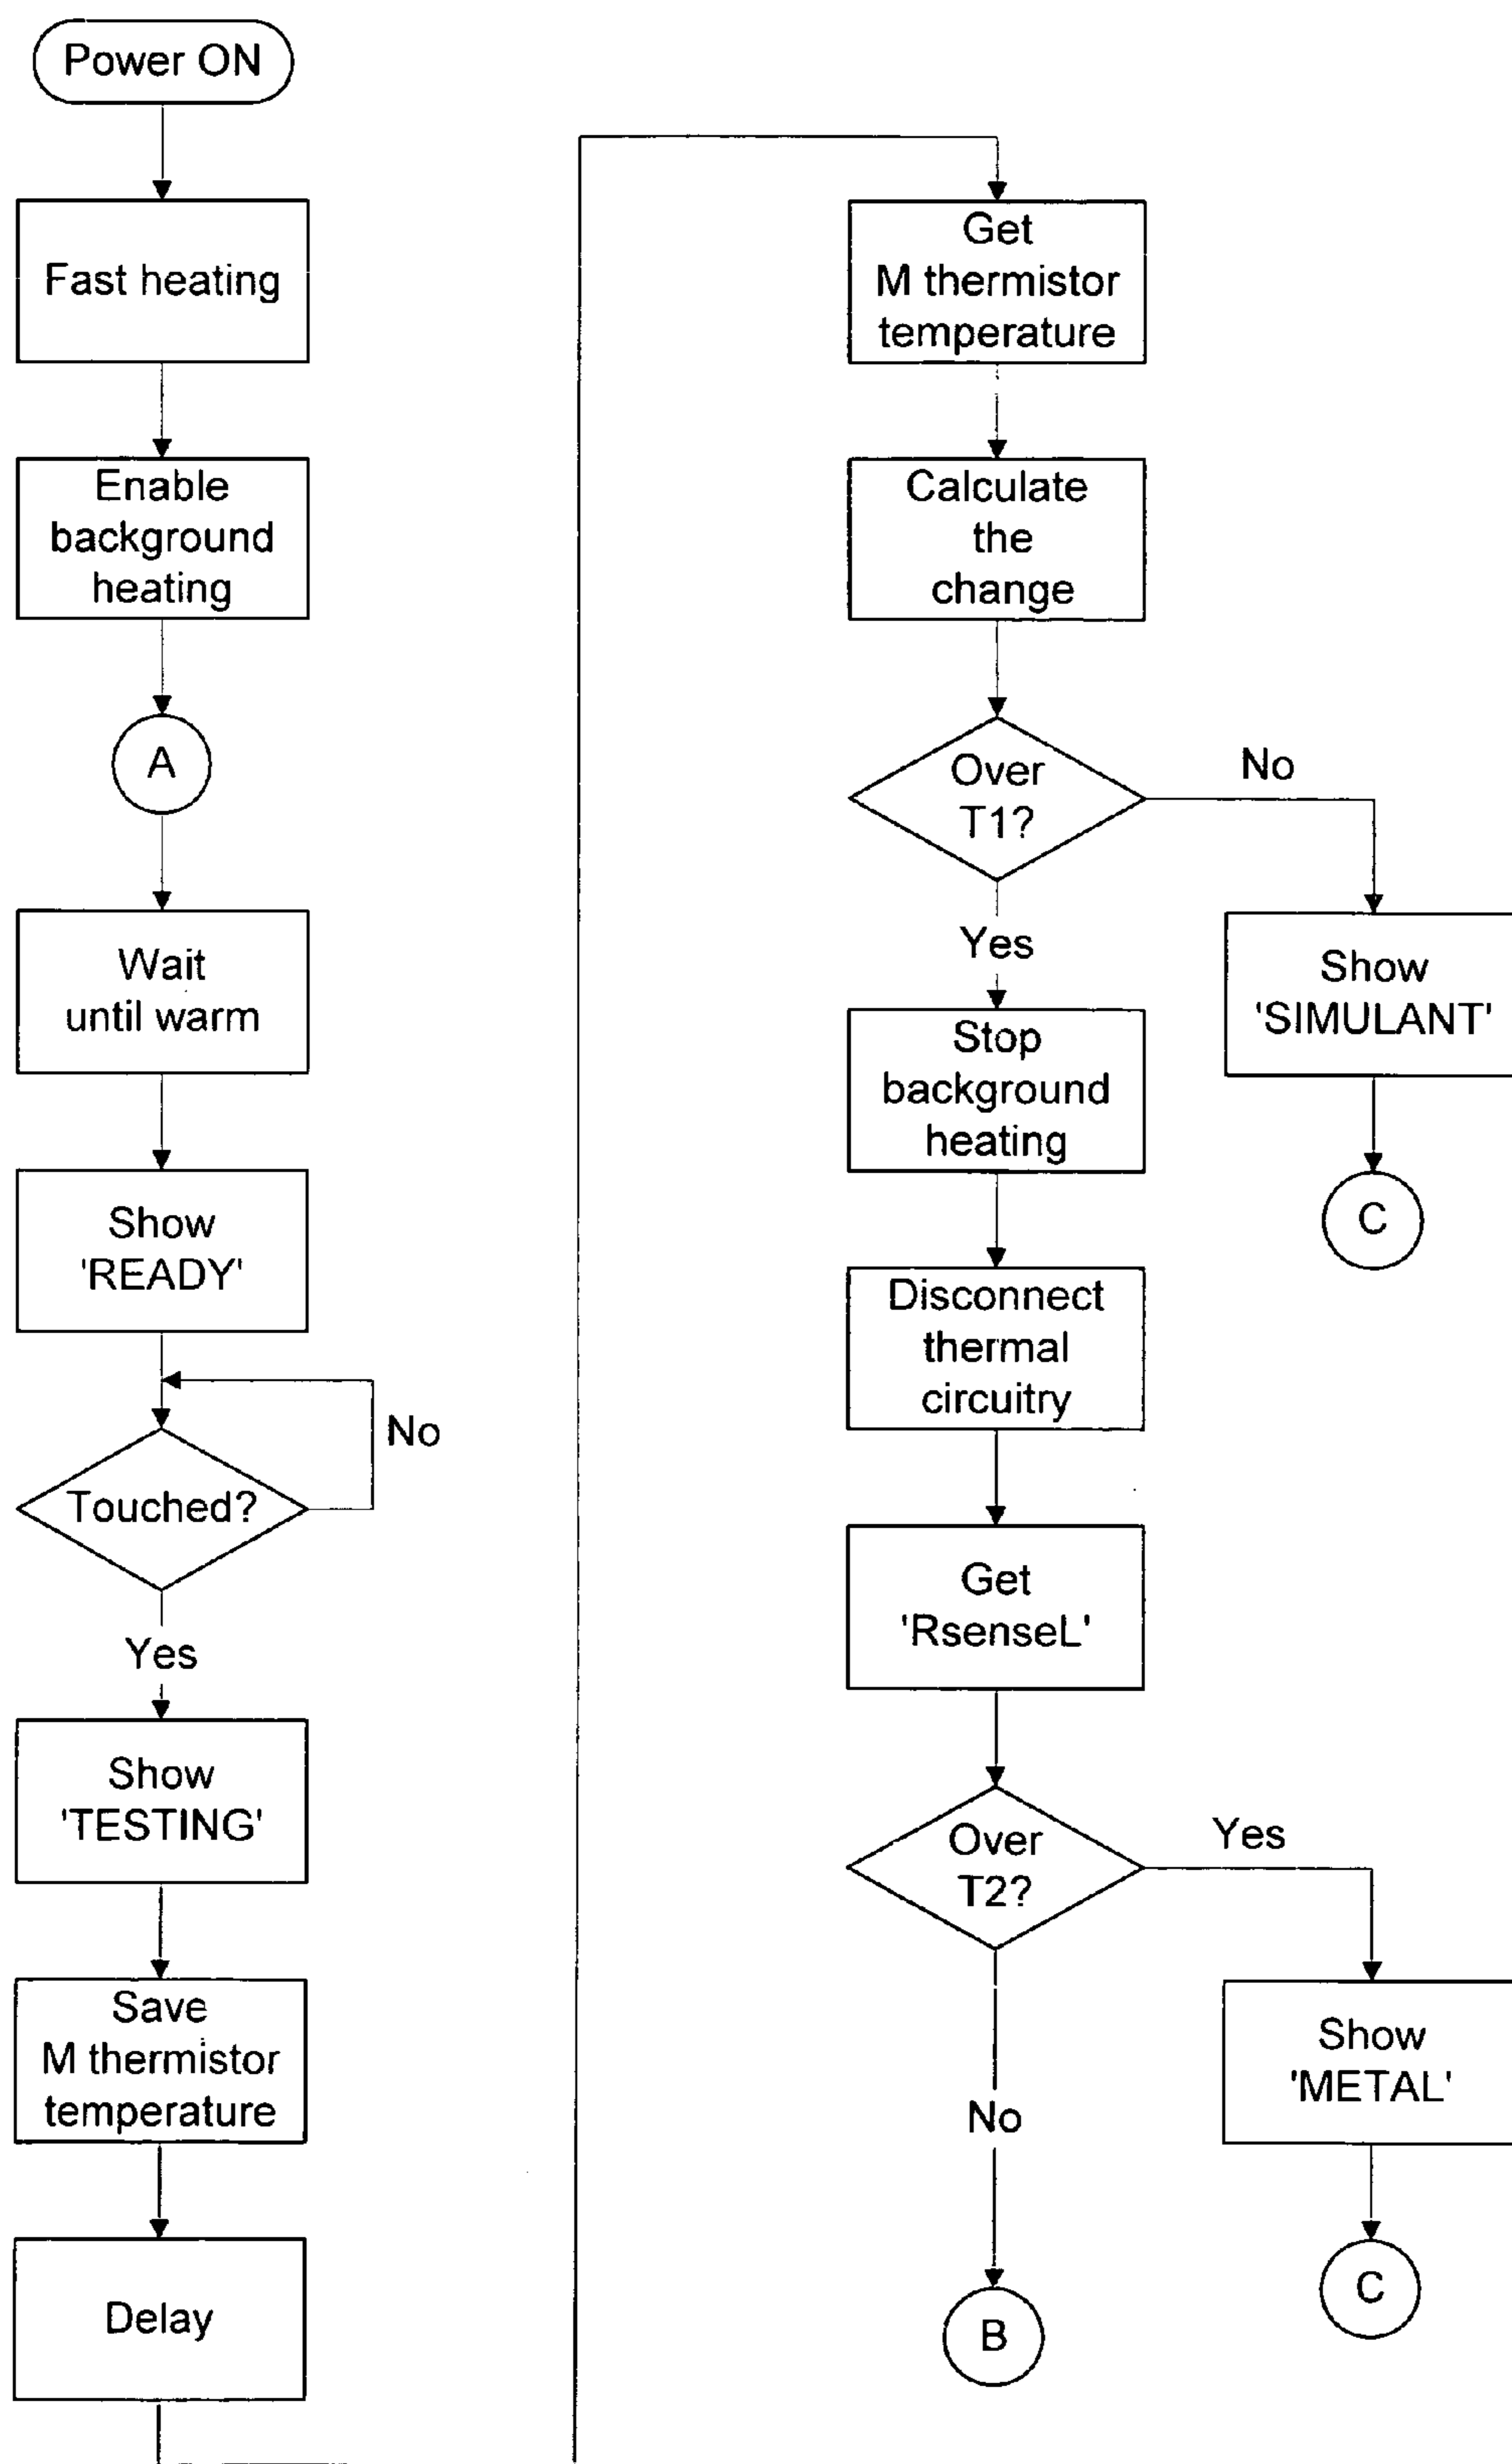 Power ON
Fast heating
Enable
background
heating
A
Wait
until warm
Show
'READY'
No
Touched?
Yes
Show
'TESTING'
Save
M thermistor
temperature
Delay
Get
M thermistor
temperature
Calculate
the
change
Over
T1?
No
Show
'SIMULANT'
C
Yes
Stop
background
heating
Disconnect
thermal
circuitry
Get
'RsenseL'
Over
T2?
Yes
Show
'METAL'
C
No
B